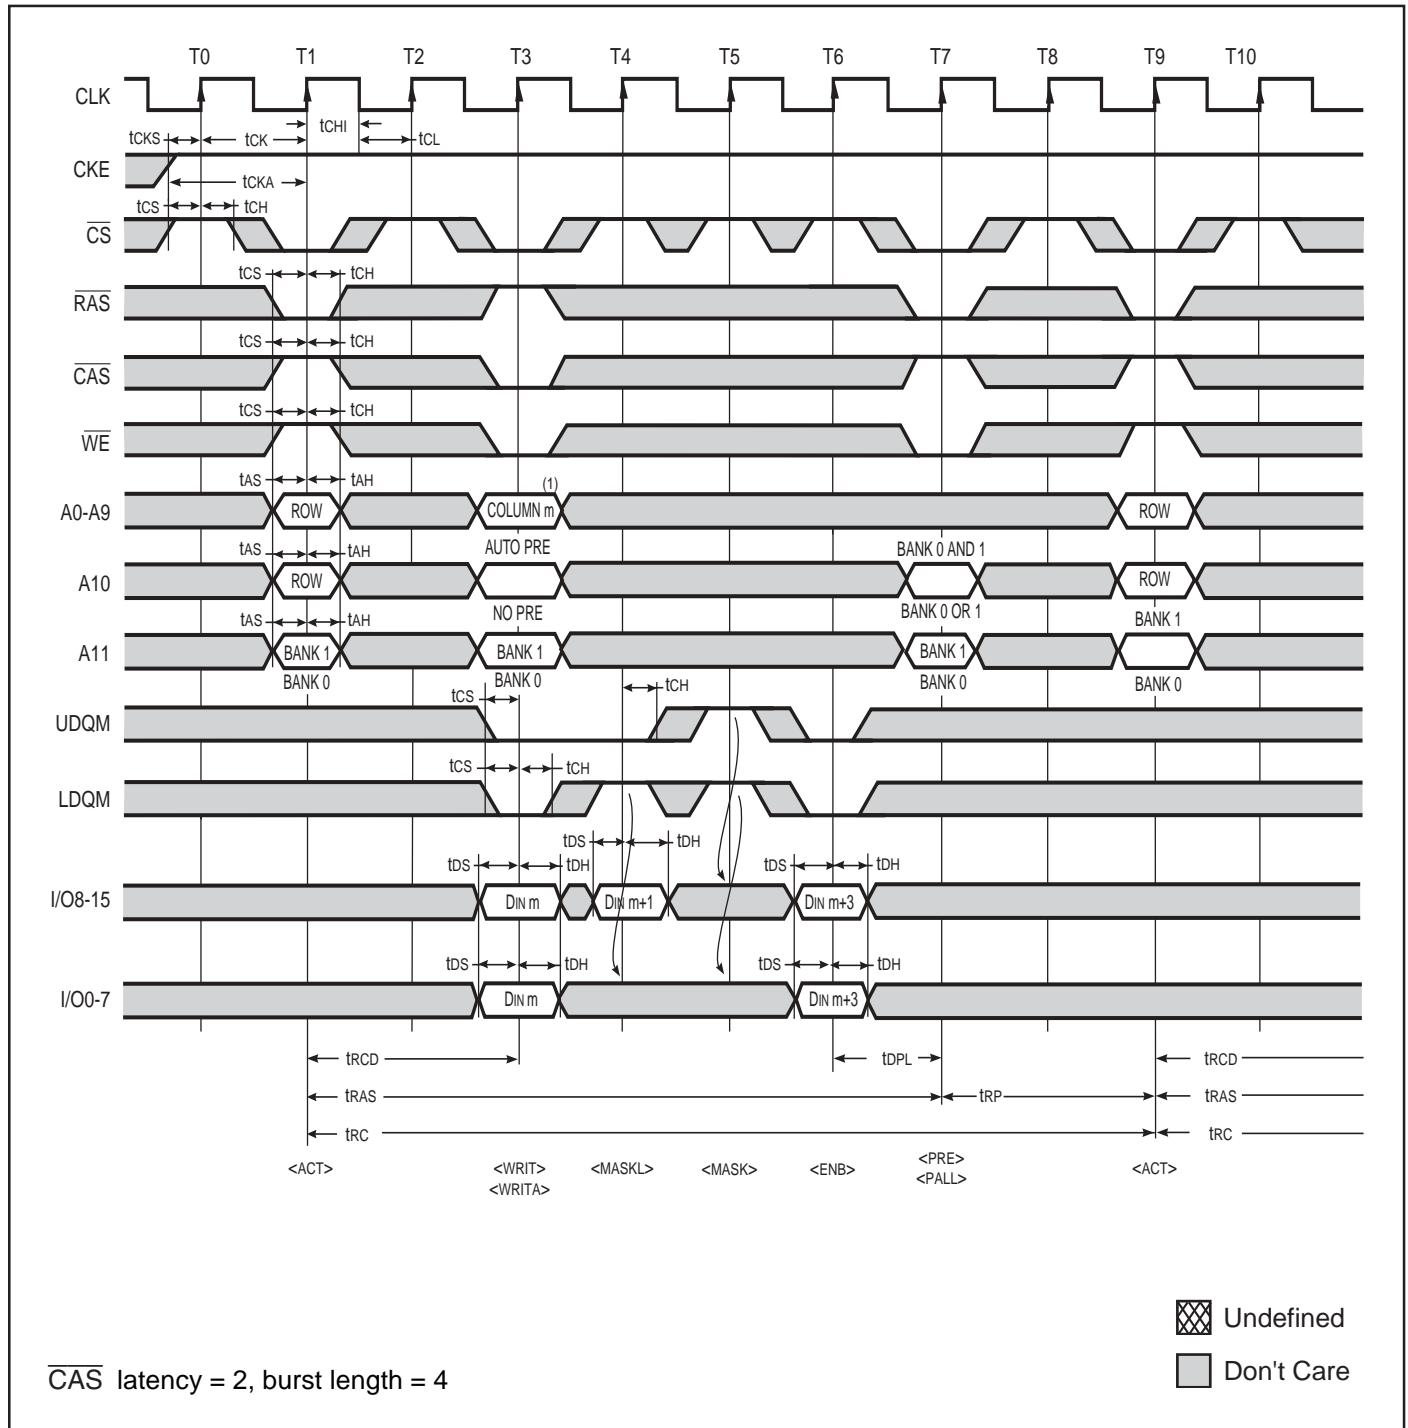 T0 T1 T2 T3 T4 T5 T6 T7 T8 T9 T10
CLK
tCHI
tCKS tCK tCL
CKE
tCKA
tCS tCH
CS
tCS tCH
RAS
tCS tCH
CAS
tCS tCH
WE
tAS tAH (1)
A0-A9 ROW COLUMN m ROW
tAS tAH AUTO PRE BANK 0 AND 1
A10 ROW ROW
NO PRE BANK 0 OR 1 BANK 1
tAS tAH
A11 BANK 1 BANK 1 BANK 1
BANK 0 BANK 0 BANK 0 BANK 0
tCS tCH
UDQM
tCS tCH
LDQM
tDS tDH
tDS tDH tDS tDH
I/O8-15 DIN m DIN m+1 DIN m+3
tDS tDH tDS tDH
I/O0-7 DIN m DIN m+3
tRCD tDPL tRCD
tRAS tRP tRAS
tRC tRC
<ACT> <WRIT> <MASKL> <MASK> <ENB> <PRE> <ACT>
<WRITA> <PALL>
Undefined
Don't Care
CAS latency = 2, burst length = 4